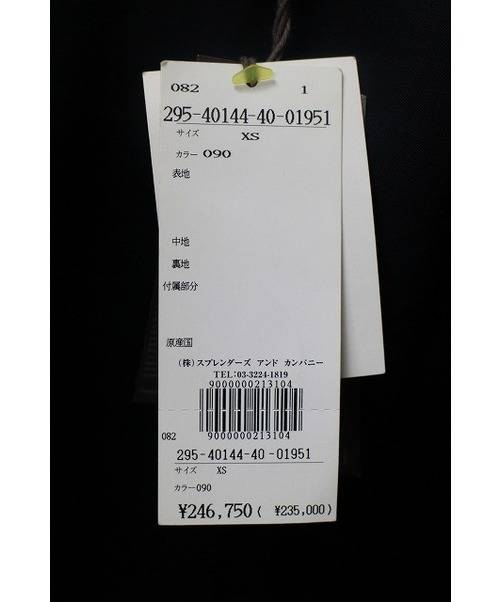 082 1
295-40144-40-01951
サイズ XS
カラー 090
表地
中地
裏地
付属部分
原産国
(株)スプレンダーズ アンド カンパニー
TEL:03-3224-1819
9000000213104
082 9000000213104
295-40144-40-01951
サイズ XS
カラー090
¥246,750( ¥235,000)